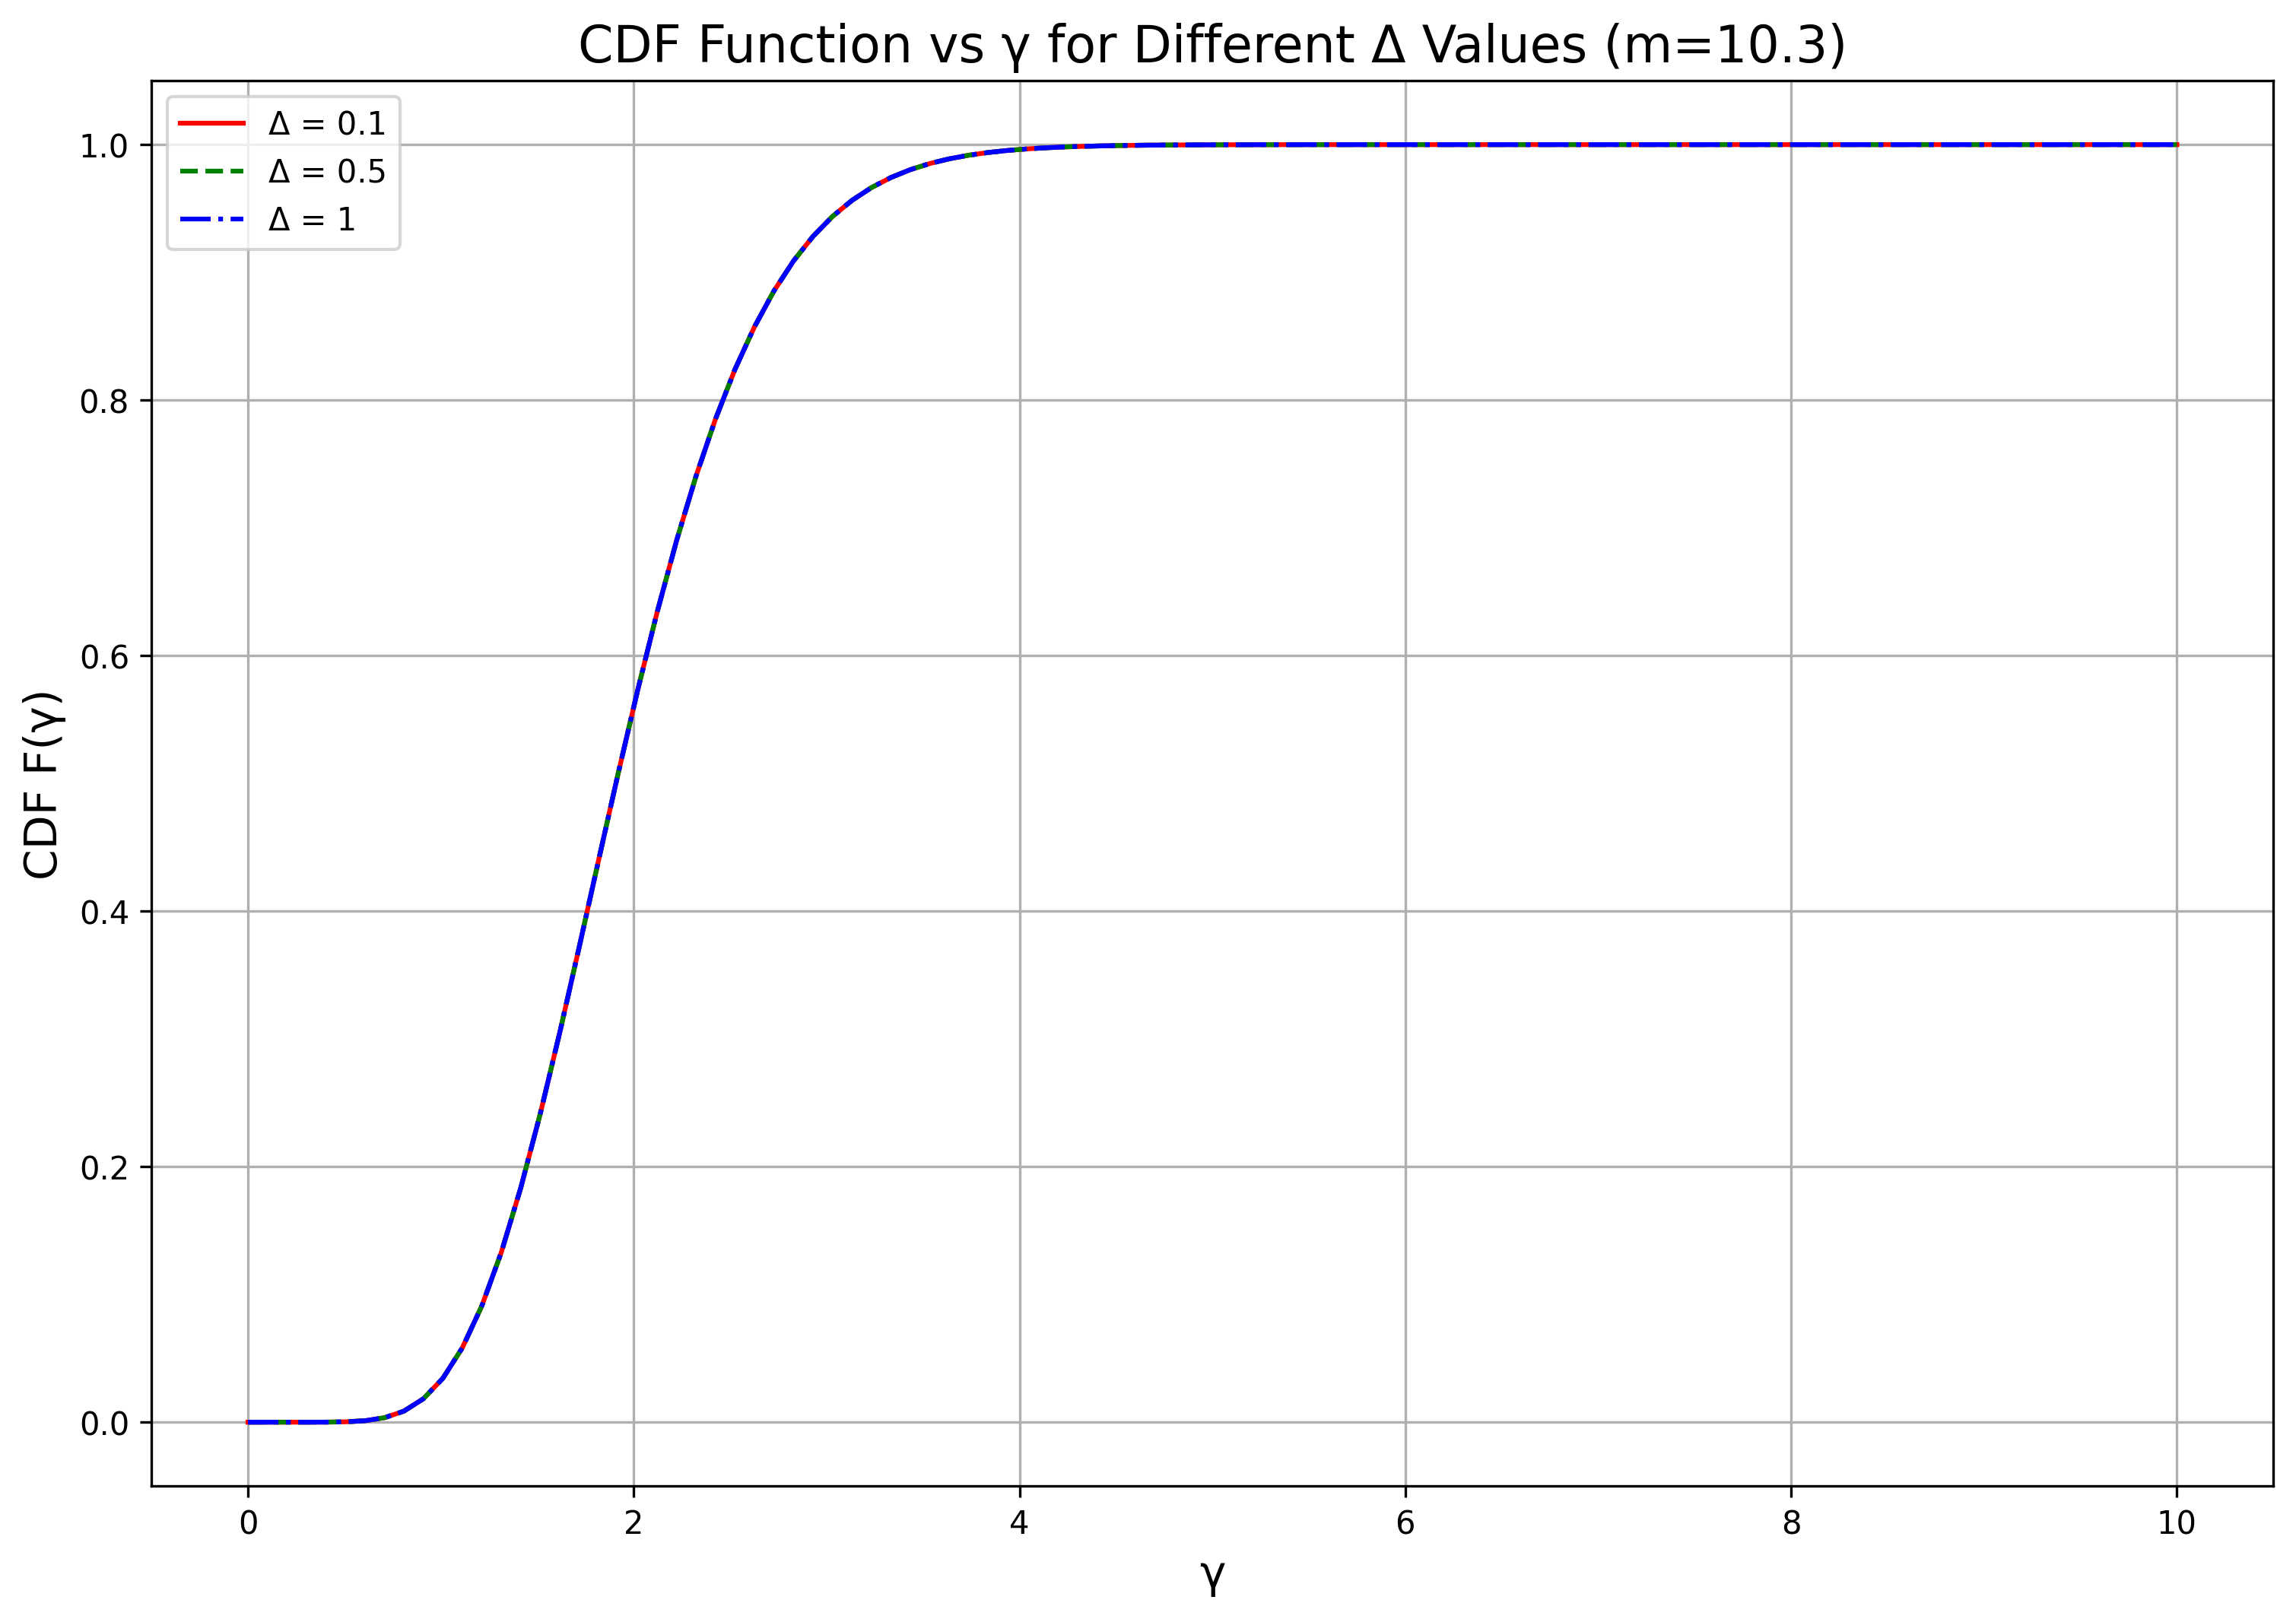 CDF Function vs γ for Different Δ Values (m=10.3)
Δ = 0.1
Δ = 0.5
Δ = 1
1.0
0.8
0.6
0.4
0.2
0.0
CDF F(γ)
0 2 4 6 8 10
γ